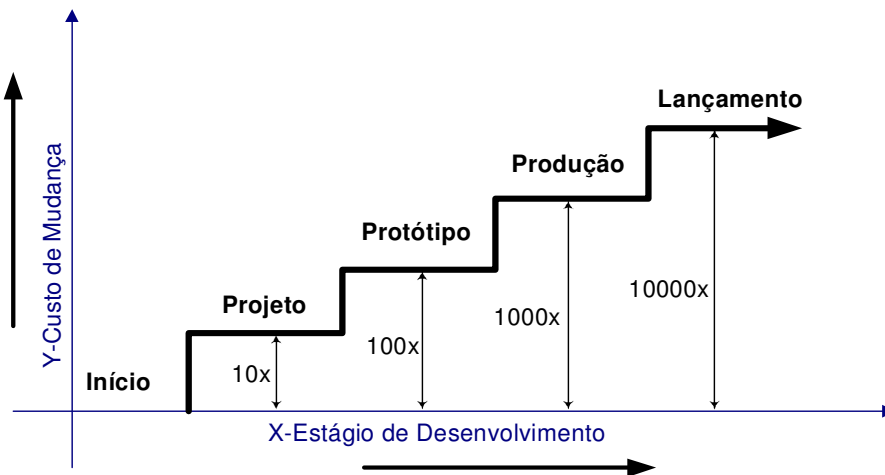 Lançamento
Produção
Protótipo
Projeto
Início
10x
100x
1000x
10000x
Y-Custo de Mudança
X-Estágio de Desenvolvimento